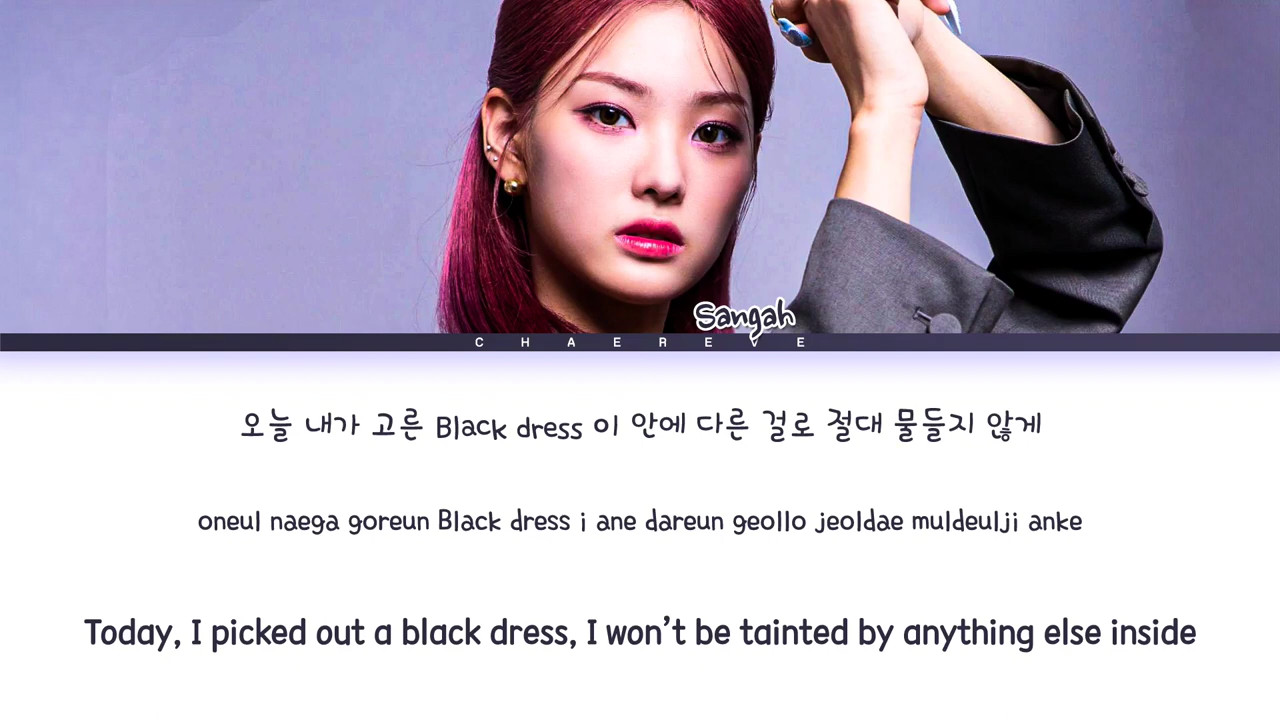 Sangah
CHAEREVE
오늘 내가 고른 Black dress 이 안에 다른 걸로 절대 물들지 않게
oneul naega goreun Black dress i ane dareun geollo jeoldae muldeulji anke
Today, I picked out a black dress, I won't be tainted by anything else inside